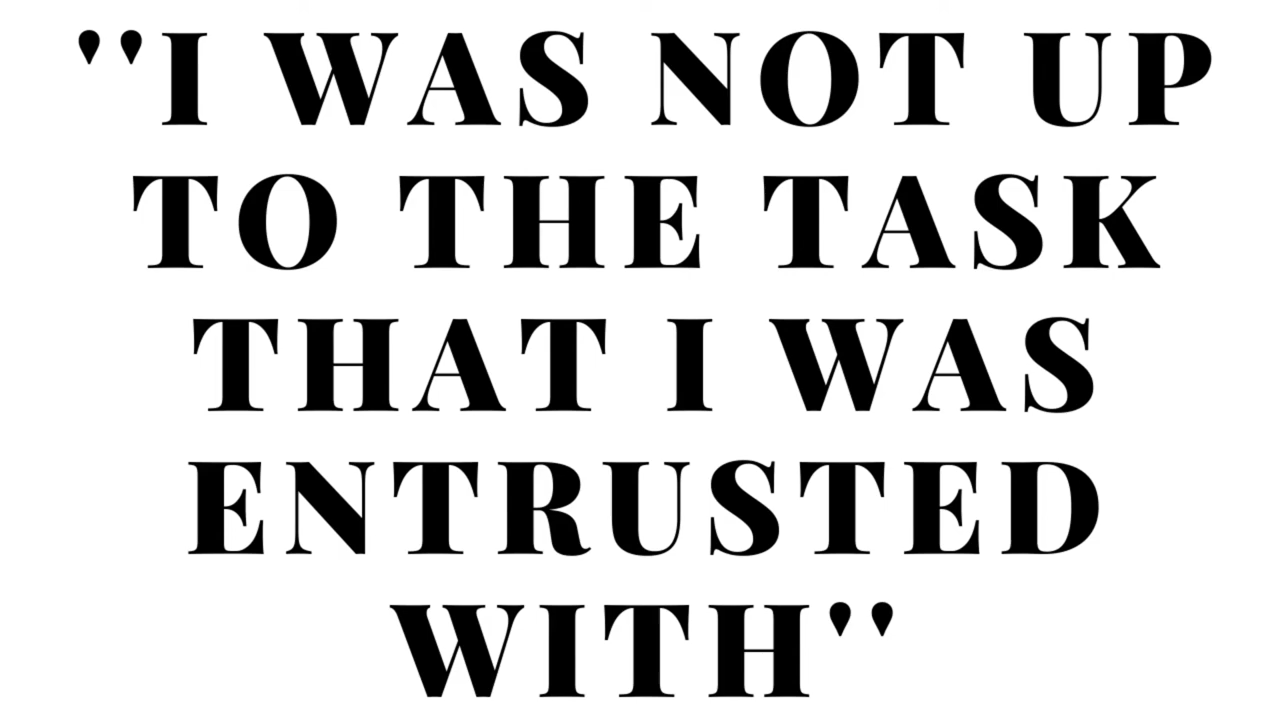 ''I WAS NOT UP
TO THE TASK
THAT I WAS
ENTRUSTED
WITH''